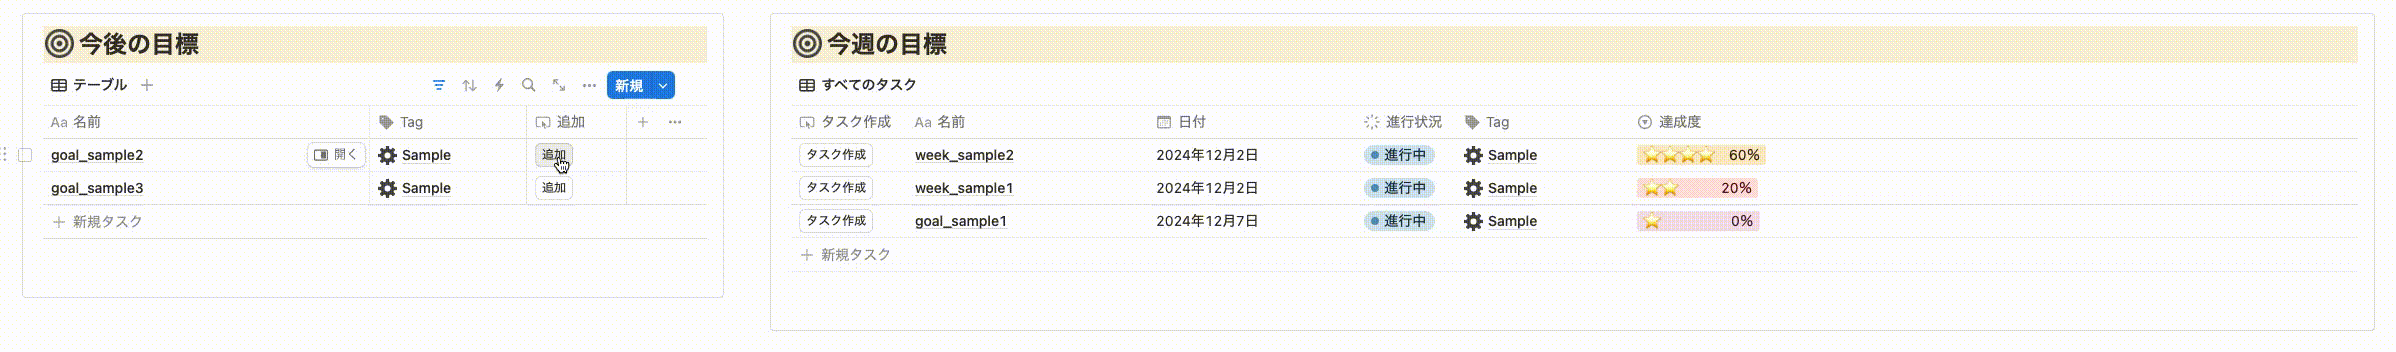 今後の目標
テーブル
新規
Aa 名前 Tag 追加
goal_sample2 開く Sample 追加
goal_sample3 Sample 追加
新規タスク
今週の目標
すべてのタスク
タスク作成 Aa 名前 日付 進行状況 Tag 達成度
タスク作成 week_sample2 2024年12月2日 進行中 Sample 60%
タスク作成 week_sample1 2024年12月2日 進行中 Sample 20%
タスク作成 goal_sample1 2024年12月7日 進行中 Sample 0%
新規タスク